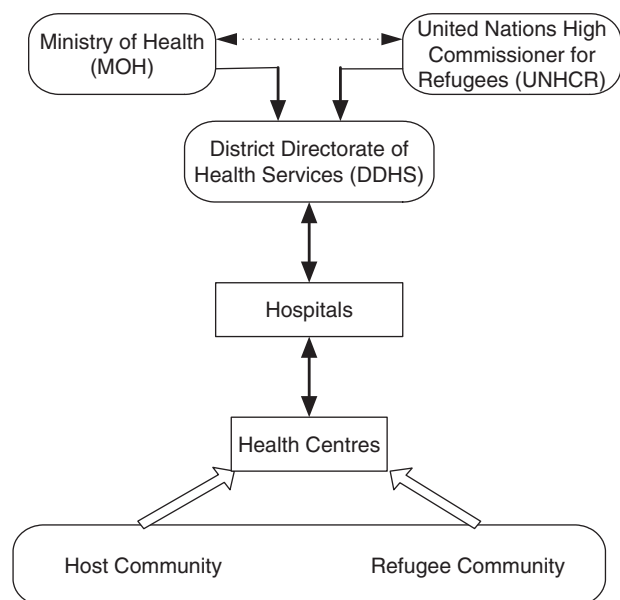 Ministry of Health
(MOH)
United Nations High
Commissioner for
Refugees (UNHCR)
District Directorate of
Health Services (DDHS)
Hospitals
Health Centres
Host Community
Refugee Community